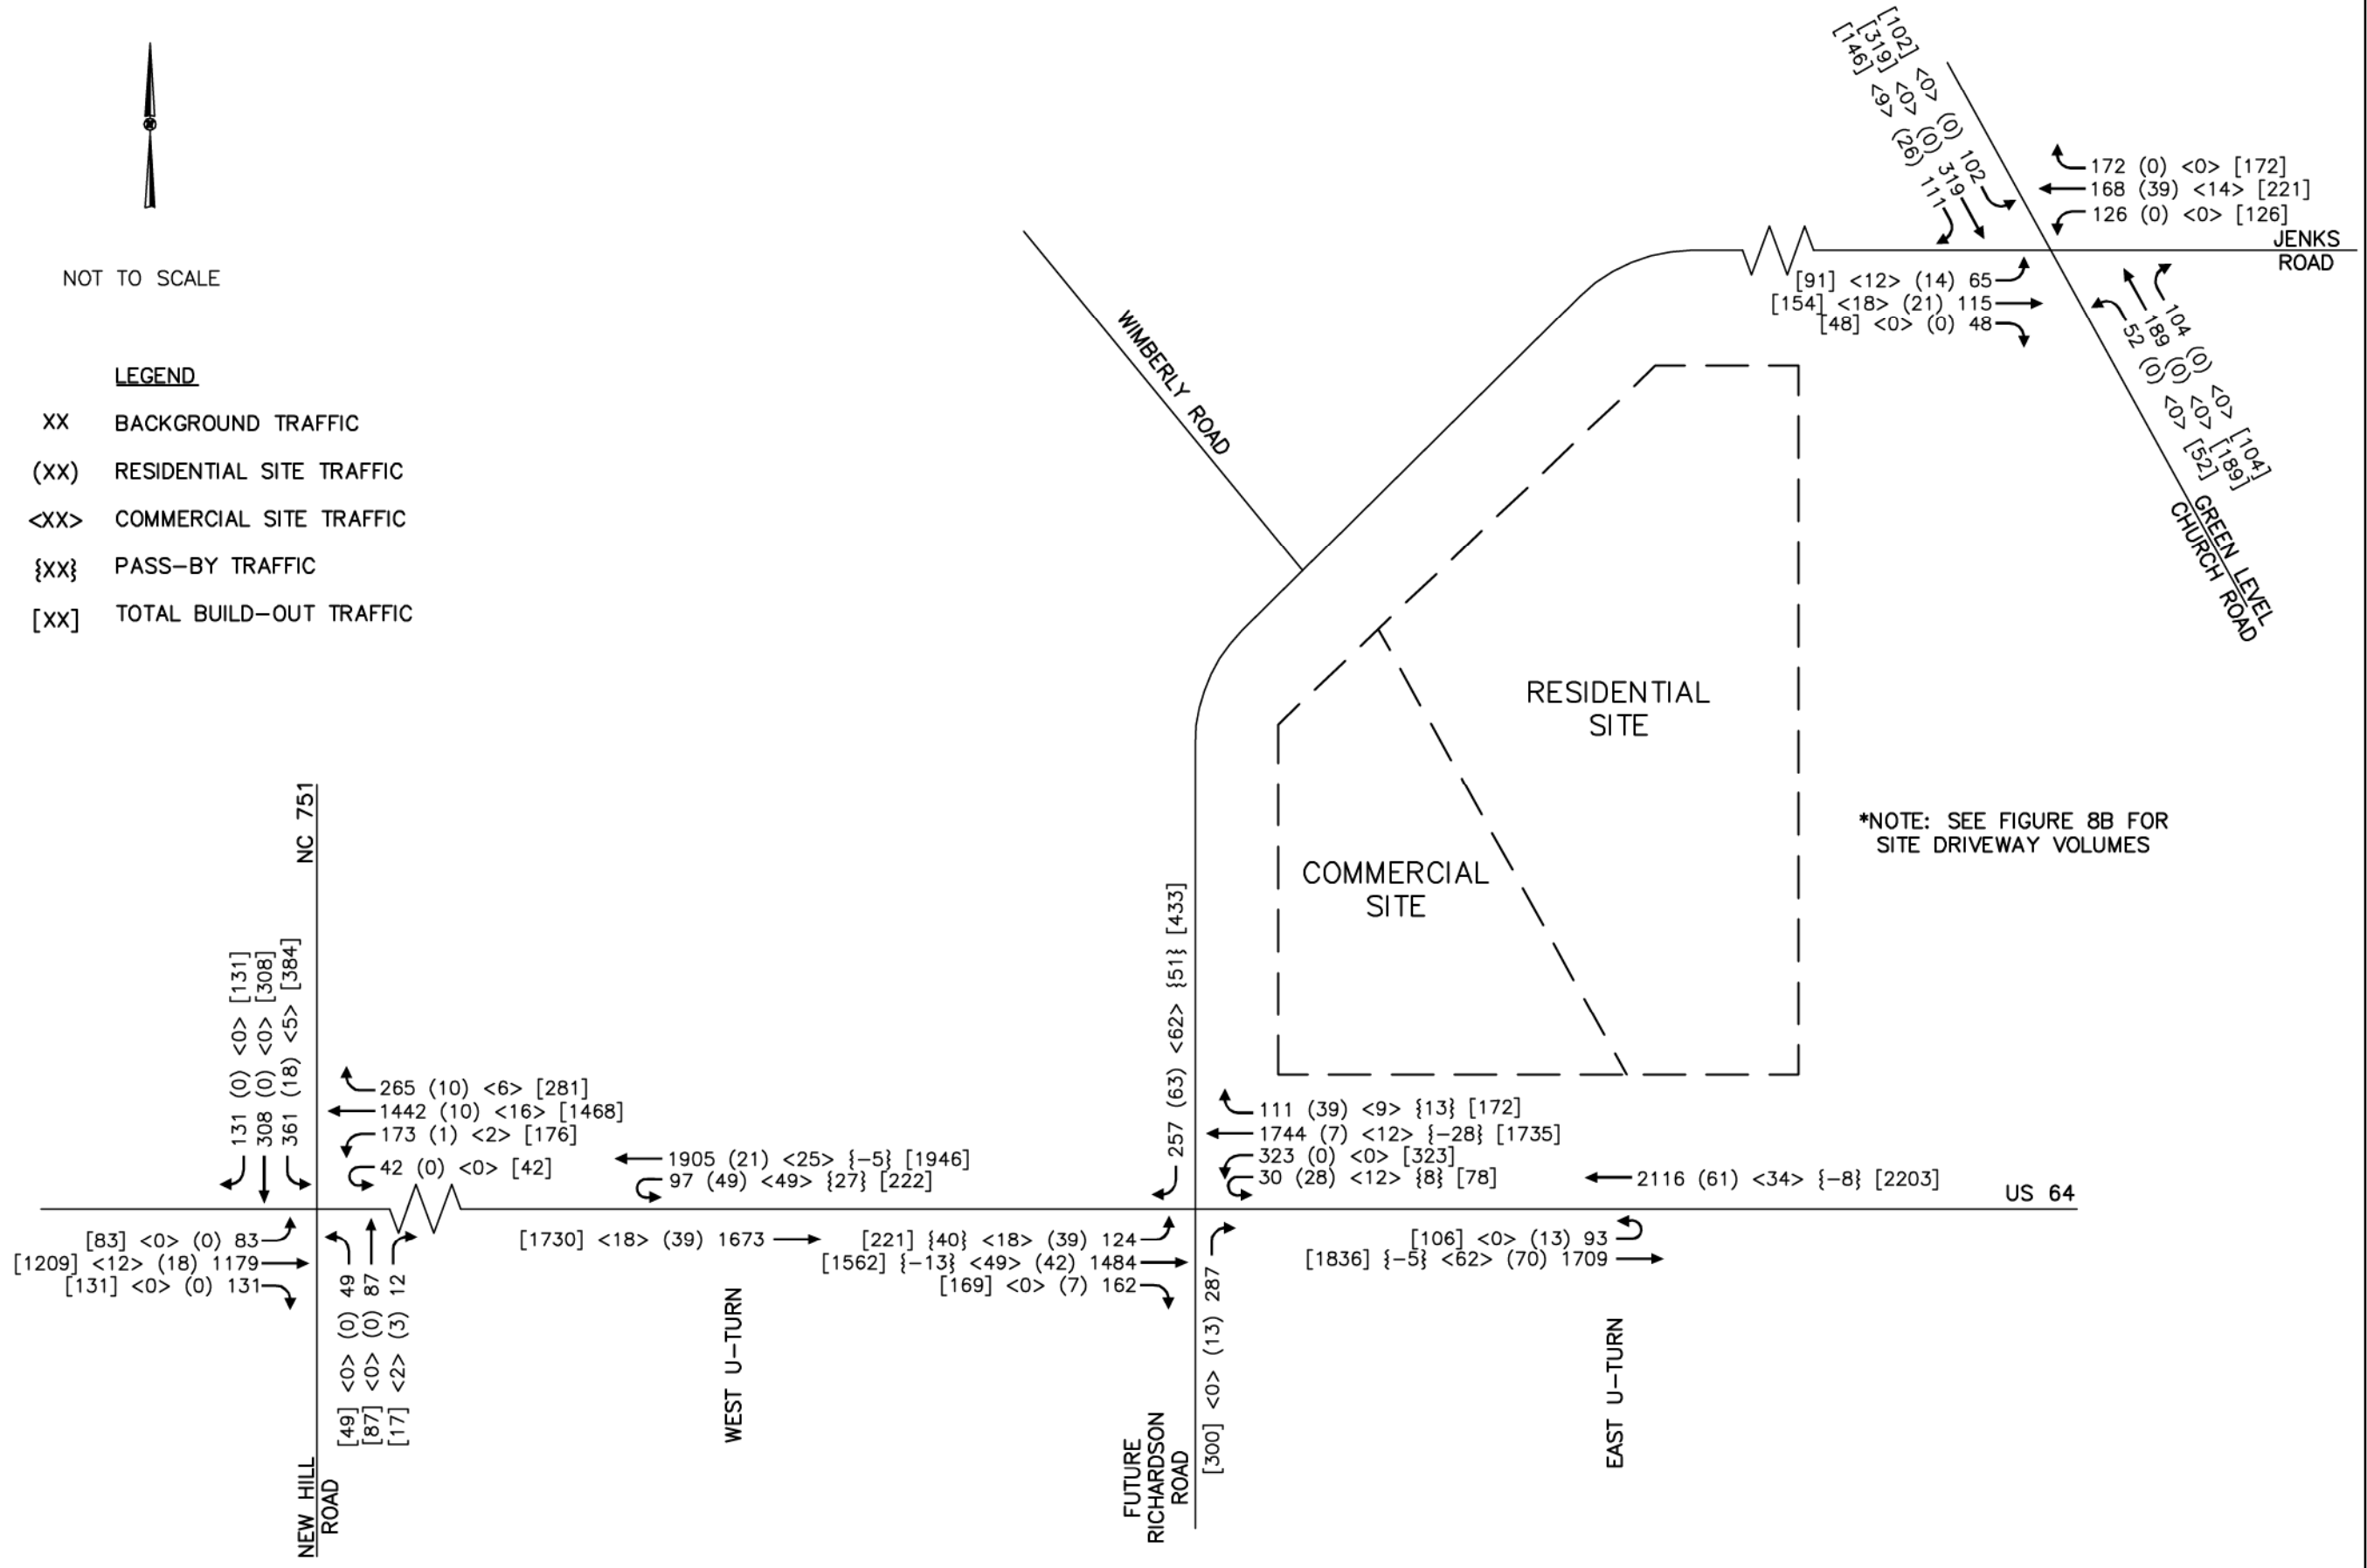 NOT TO SCALE
LEGEND
XX BACKGROUND TRAFFIC
(XX) RESIDENTIAL SITE TRAFFIC
<XX> COMMERCIAL SITE TRAFFIC
{XX} PASS-BY TRAFFIC
[XX] TOTAL BUILD-OUT TRAFFIC
WIMBERLY ROAD
[102] <0> (0) 102
[319] <0> (0) 319
[146] <9> (26) 111
172 (0) <0> [172]
168 (39) <14> [221]
126 (0) <0> [126]
JENKS
ROAD
[91] <12> (14) 65
[154] <18> (21) 115
[48] <0> (0) 48
104 (0) <0> [104]
189 (0) <0> [189]
52 (0) <0> [52]
GREEN LEVEL
CHURCH ROAD
RESIDENTIAL
SITE
COMMERCIAL
SITE
*NOTE: SEE FIGURE 8B FOR
SITE DRIVEWAY VOLUMES
NC 751
131 (0) <0> [131]
308 (0) <0> [308]
361 (18) <5> [384]
265 (10) <6> [281]
1442 (10) <16> [1468]
173 (1) <2> [176]
42 (0) <0> [42]
[83] <0> (0) 83
[1209] <12> (18) 1179
[131] <0> (0) 131
[49] <0> (0) 49
[87] <0> (0) 87
[17] <2> (3) 12
NEW HILL
ROAD
1905 (21) <25> {-5} [1946]
97 (49) <49> {27} [222]
[1730] <18> (39) 1673
WEST U-TURN
257 (63) <62> {51} [433]
111 (39) <9> {13} [172]
1744 (7) <12> {-28} [1735]
323 (0) <0> [323]
30 (28) <12> {8} [78]
[221] {40} <18> (39) 124
[1562] {-13} <49> (42) 1484
[169] <0> (7) 162
[300] <0> (13) 287
FUTURE
RICHARDSON
ROAD
2116 (61) <34> {-8} [2203]
US 64
[106] <0> (13) 93
[1836] {-5} <62> (70) 1709
EAST U-TURN